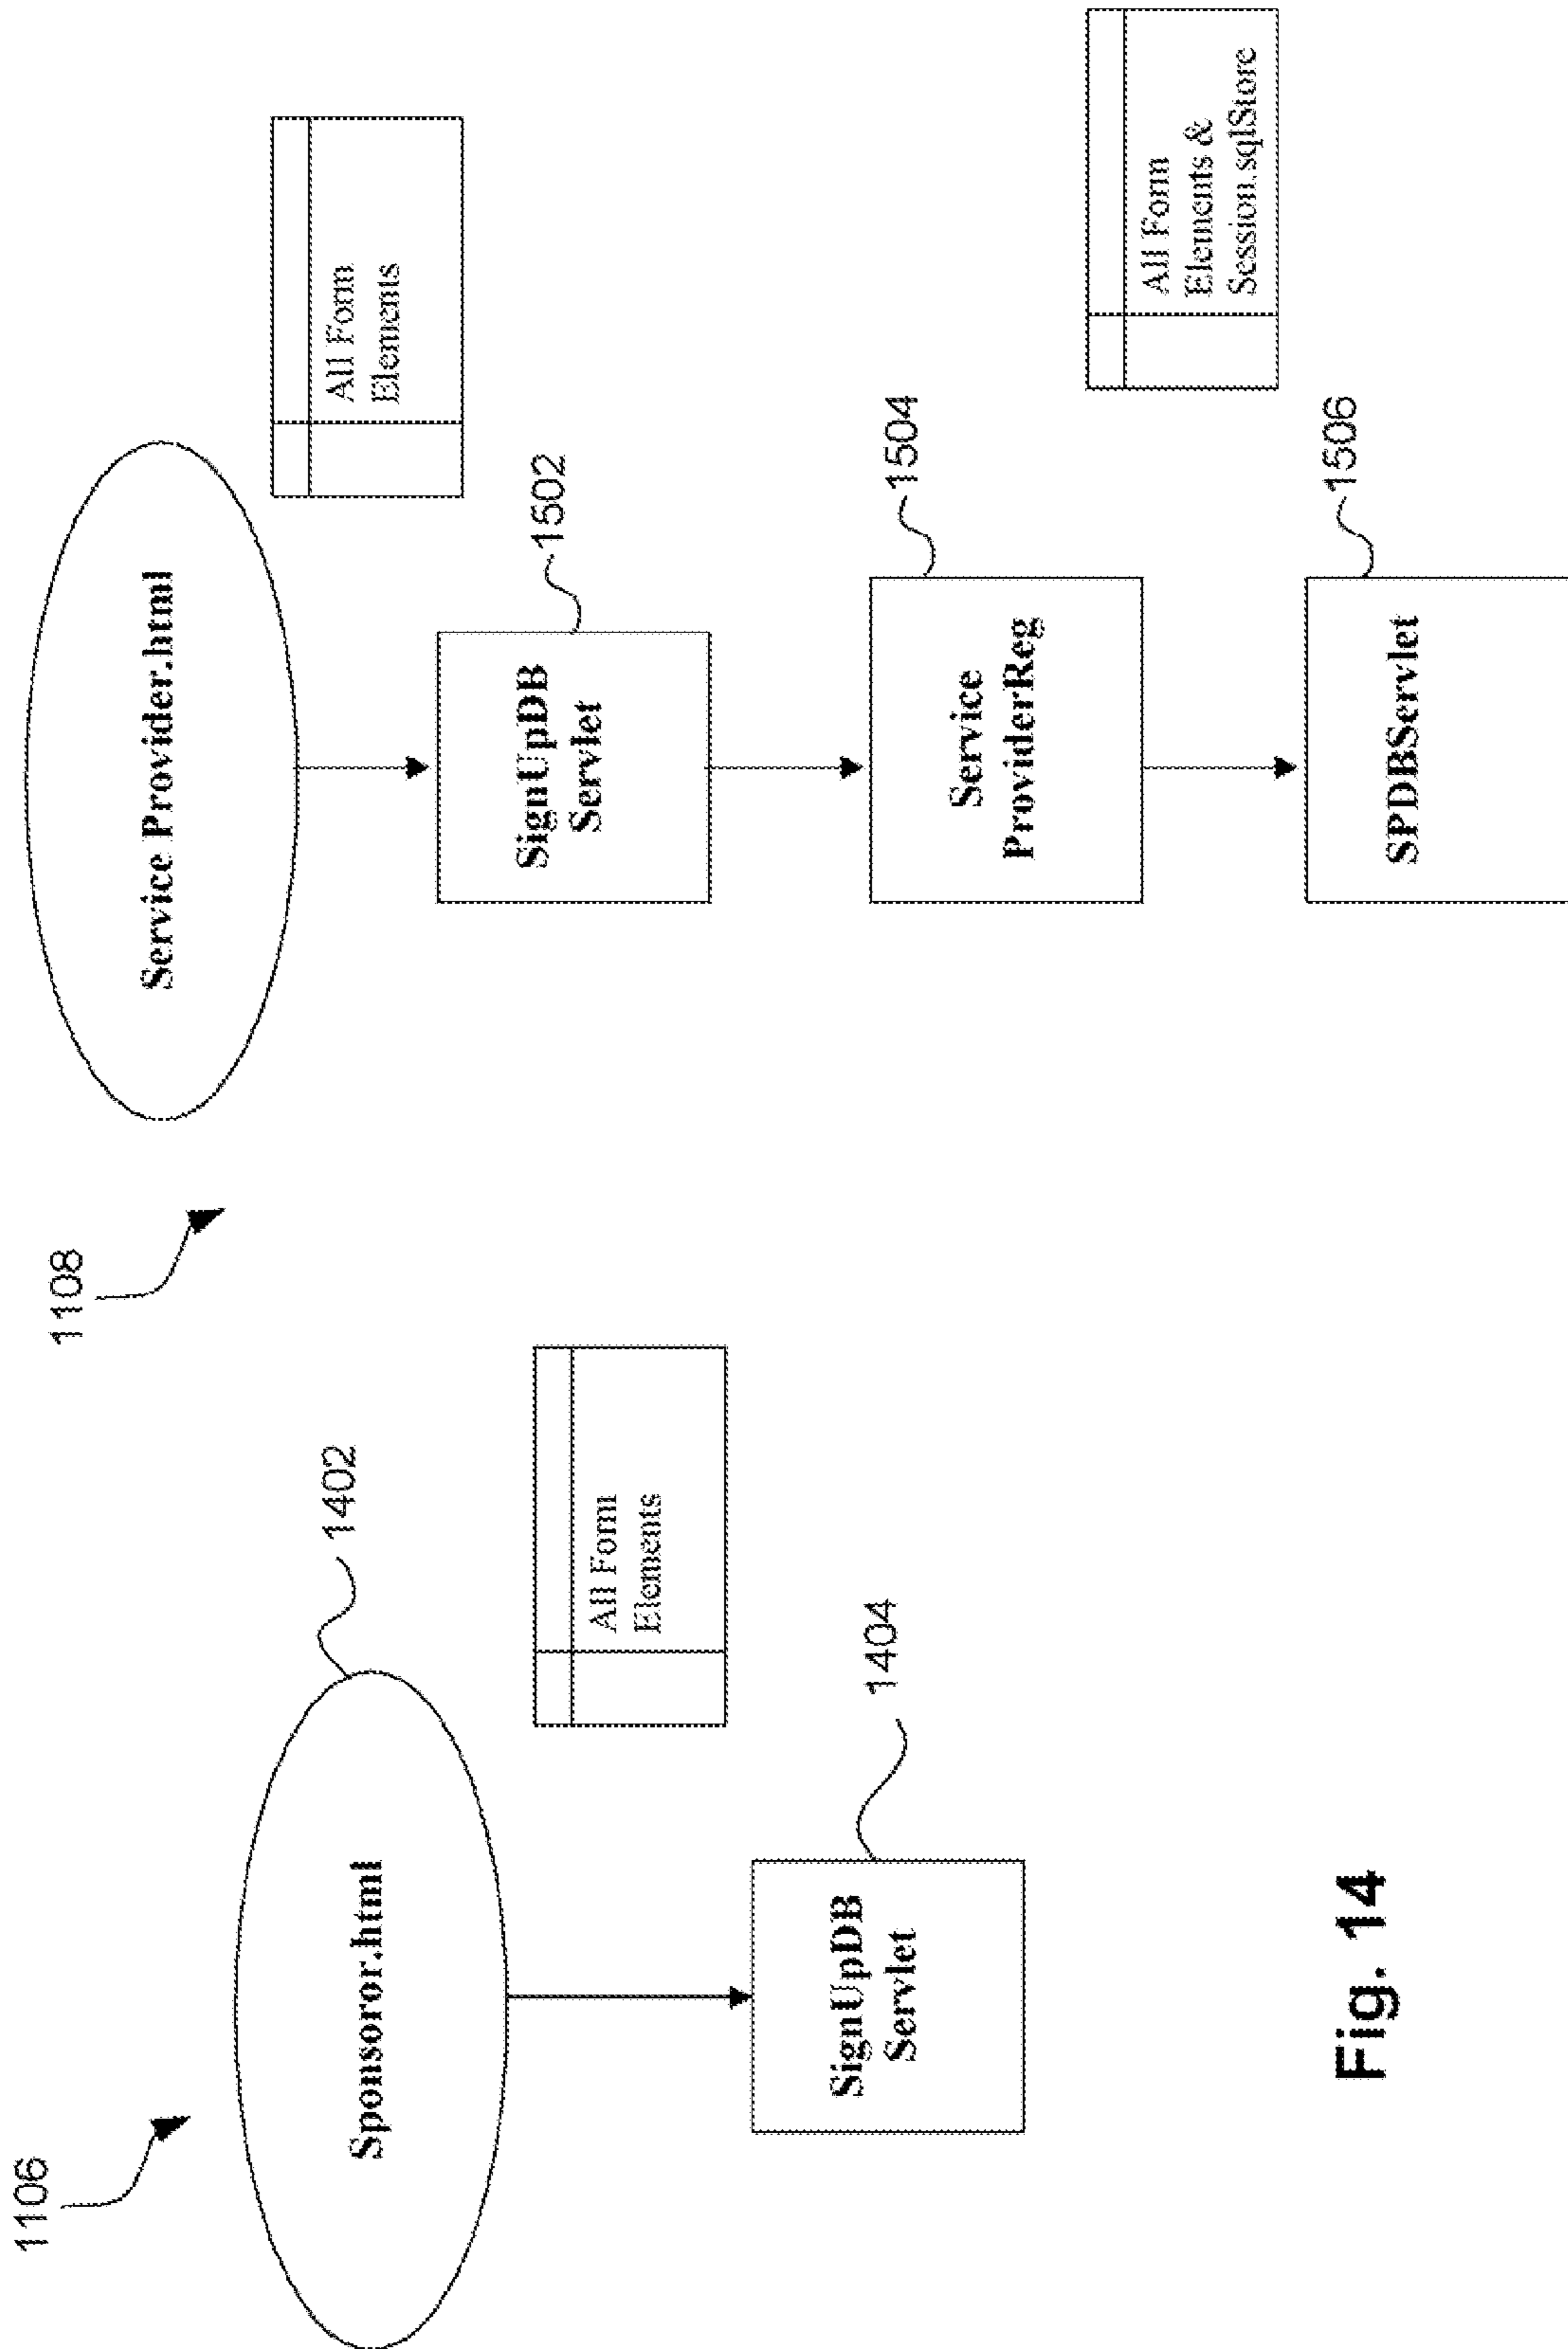 1106
Sponsoror.html
1402
All Form
Elements
SignUpDB
Servlet
1404
Fig. 14
1108
Service Provider.html
All Form
Elements
SignUpDB
Servlet
1502
Service
ProviderReg
1504
All Form
Elements &
Session.sqlStore
SPDBServlet
1506